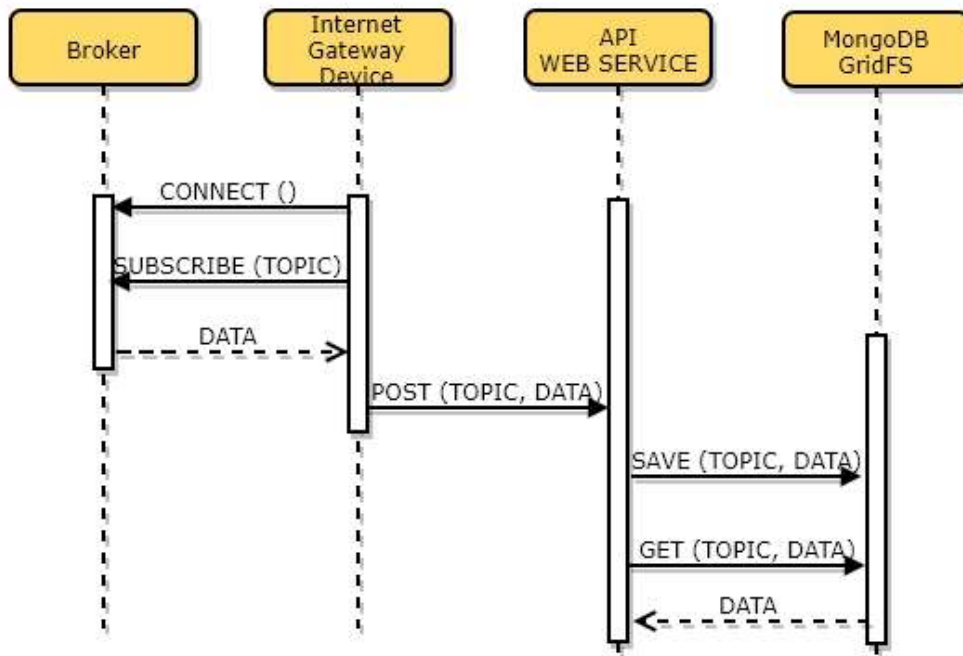 Broker
Internet
Gateway
Device
API
WEB SERVICE
MongoDB
GridFS
CONNECT ()
SUBSCRIBE (TOPIC)
DATA
POST (TOPIC, DATA)
SAVE (TOPIC, DATA)
GET (TOPIC, DATA)
DATA